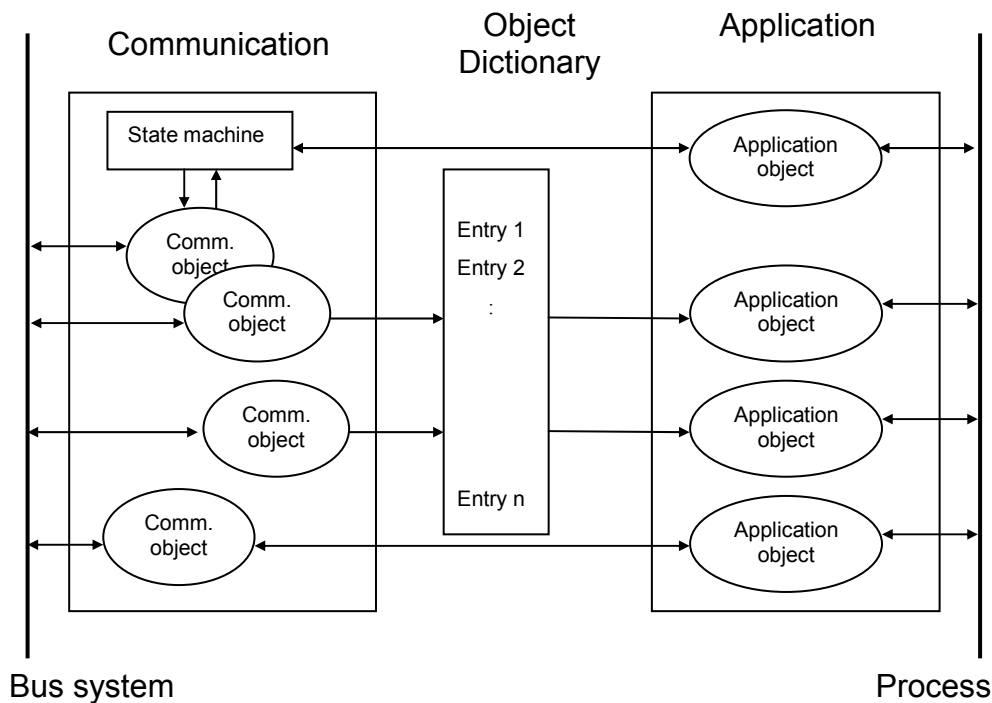 Communication
Object
Dictionary
Application
State machine
Application
object
Comm.
object
Entry 1
Entry 2
:
Comm.
object
Application
object
Comm.
object
Application
object
Entry n
Comm.
object
Application
object
Bus system
Process